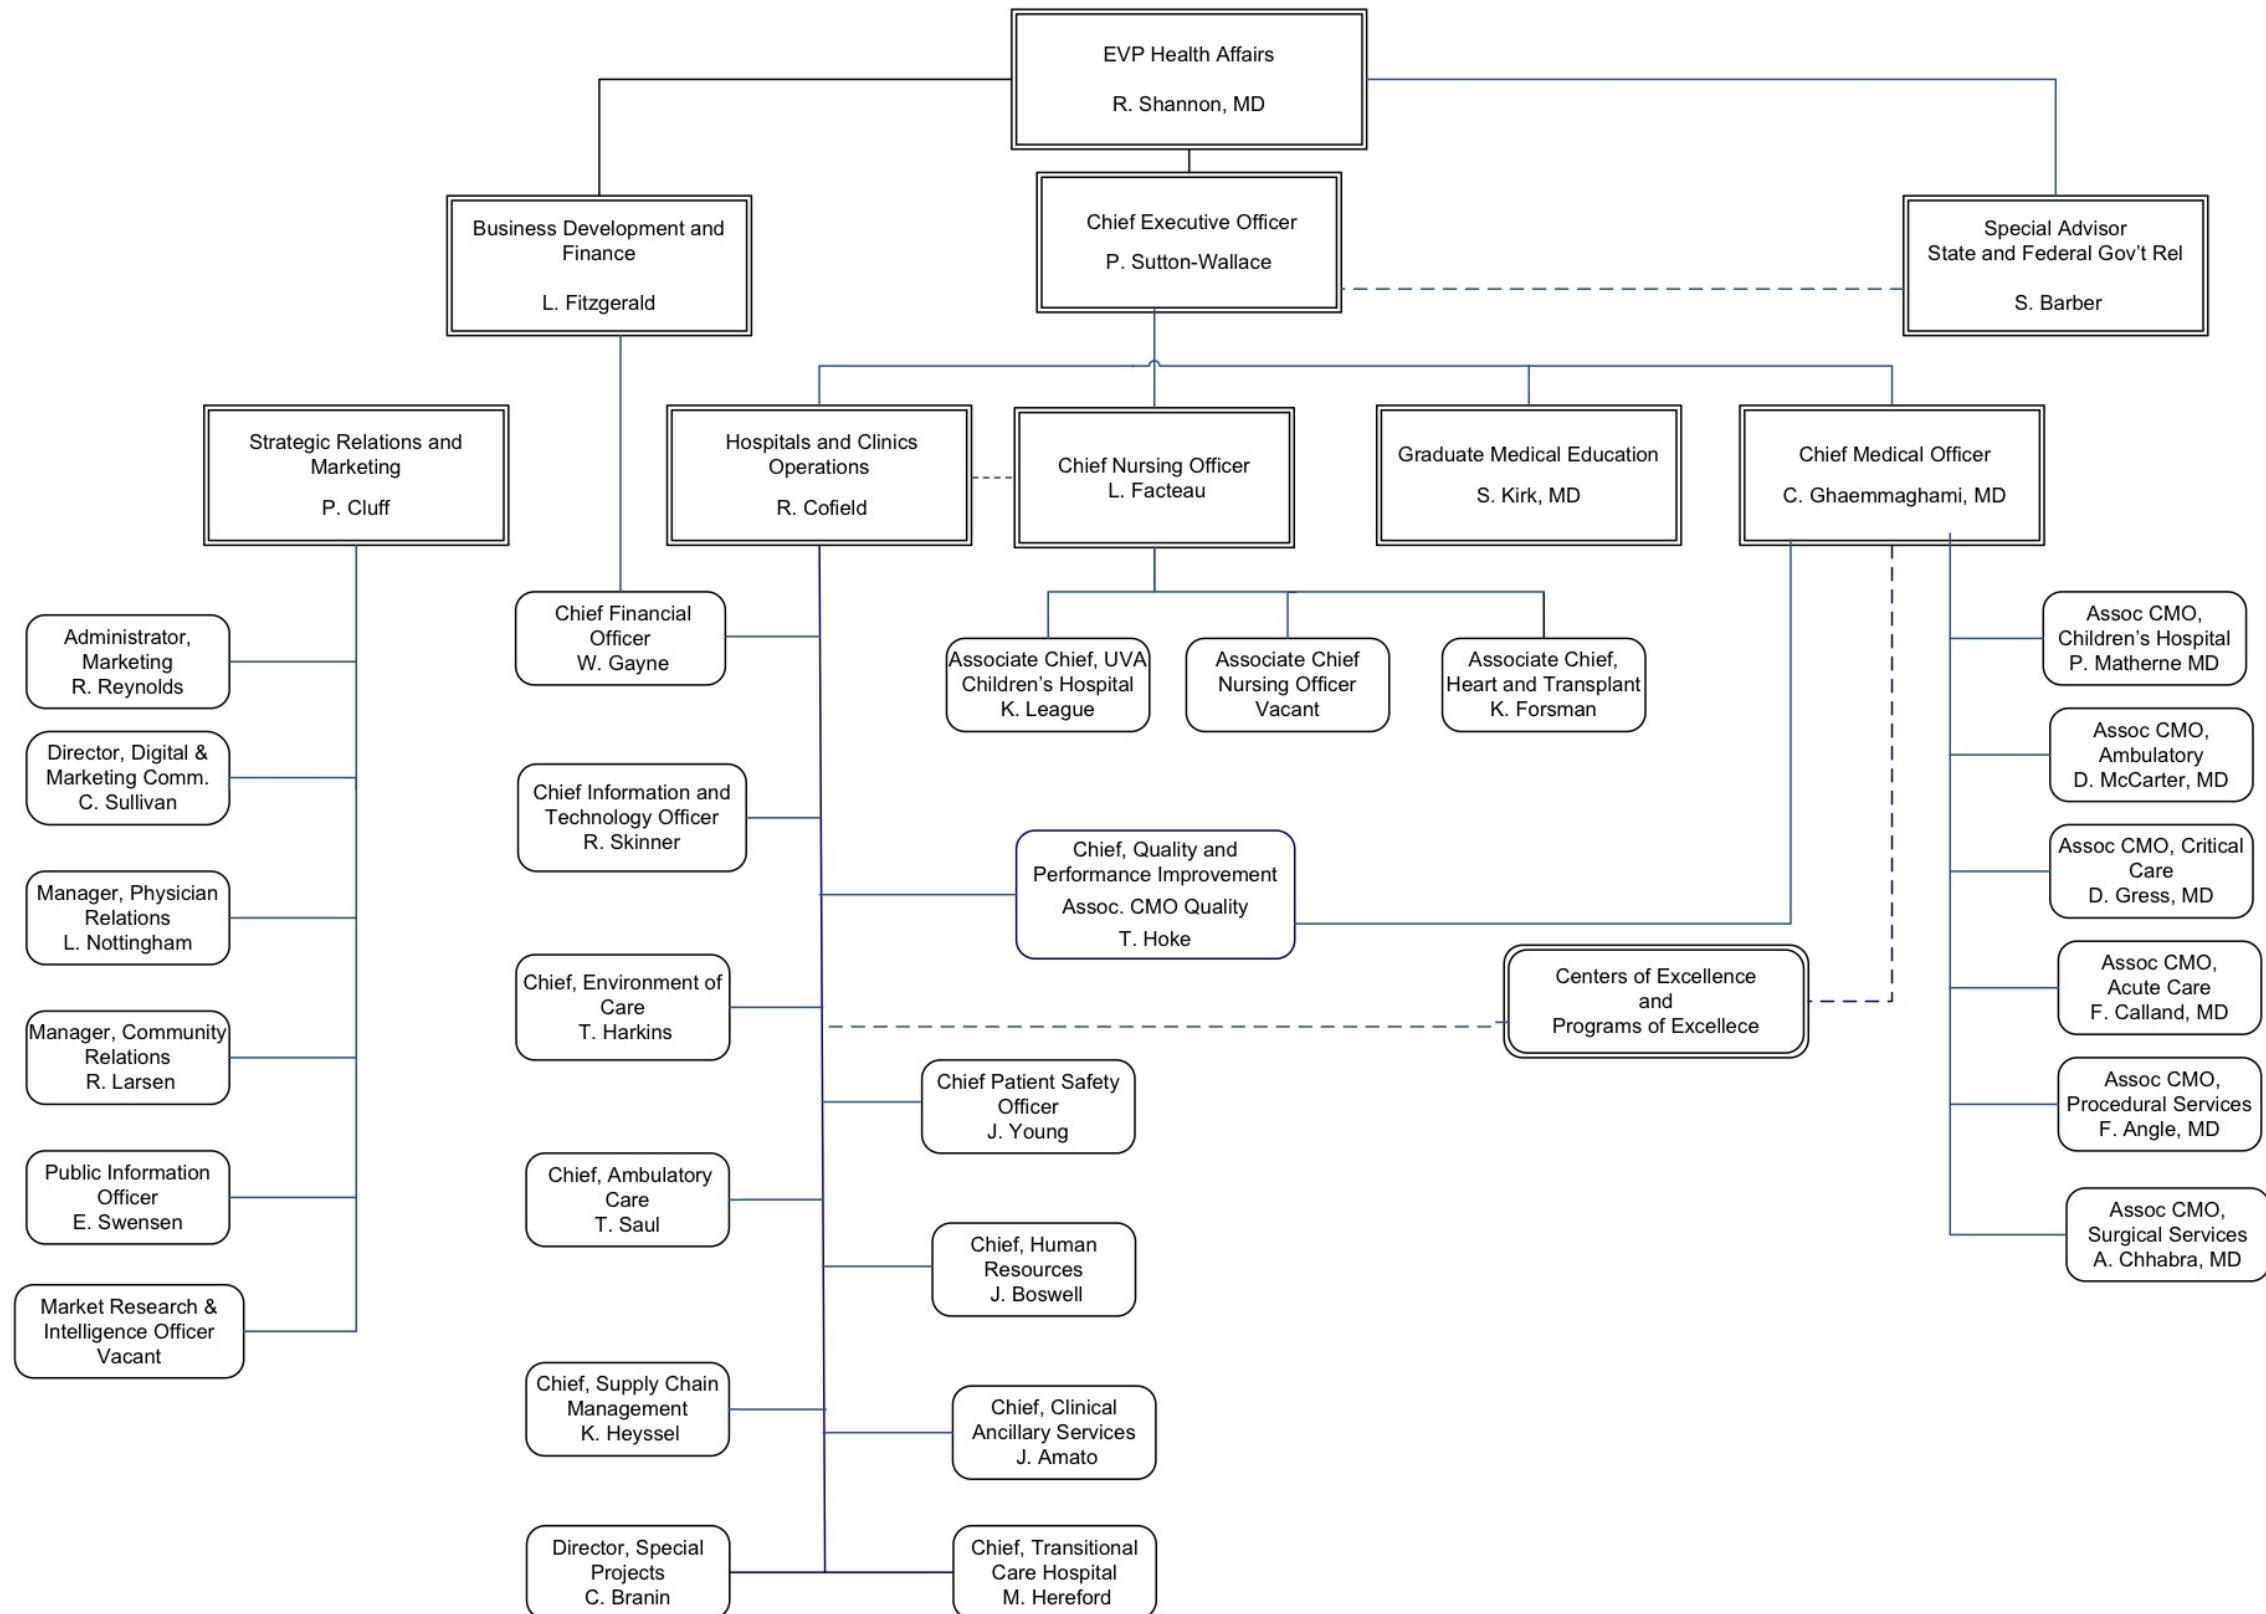 EVP Health Affairs
R. Shannon, MD
Business Development and
Finance
L. Fitzgerald
Chief Executive Officer
P. Sutton-Wallace
Special Advisor
State and Federal Gov't Rel
S. Barber
Strategic Relations and
Marketing
P. Cluff
Hospitals and Clinics
Operations
R. Cofield
Chief Nursing Officer
L. Facteau
Graduate Medical Education
S. Kirk, MD
Chief Medical Officer
C. Ghaemmaghami, MD
Administrator,
Marketing
R. Reynolds
Director, Digital &
Marketing Comm.
C. Sullivan
Manager, Physician
Relations
L. Nottingham
Manager, Community
Relations
R. Larsen
Public Information
Officer
E. Swensen
Market Research &
Intelligence Officer
Vacant
Chief Financial
Officer
W. Gayne
Chief Information and
Technology Officer
R. Skinner
Chief, Environment of
Care
T. Harkins
Chief, Ambulatory
Care
T. Saul
Chief, Supply Chain
Management
K. Heyssel
Director, Special
Projects
C. Branin
Associate Chief, UVA
Children's Hospital
K. League
Associate Chief
Nursing Officer
Vacant
Associate Chief,
Heart and Transplant
K. Forsman
Chief, Quality and
Performance Improvement
Assoc. CMO Quality
T. Hoke
Centers of Excellence
and
Programs of Excellece
Chief Patient Safety
Officer
J. Young
Chief, Human
Resources
J. Boswell
Chief, Clinical
Ancillary Services
J. Amato
Chief, Transitional
Care Hospital
M. Hereford
Assoc CMO,
Children's Hospital
P. Matherne MD
Assoc CMO,
Ambulatory
D. McCarter, MD
Assoc CMO, Critical
Care
D. Gress, MD
Assoc CMO,
Acute Care
F. Calland, MD
Assoc CMO,
Procedural Services
F. Angle, MD
Assoc CMO,
Surgical Services
A. Chhabra, MD